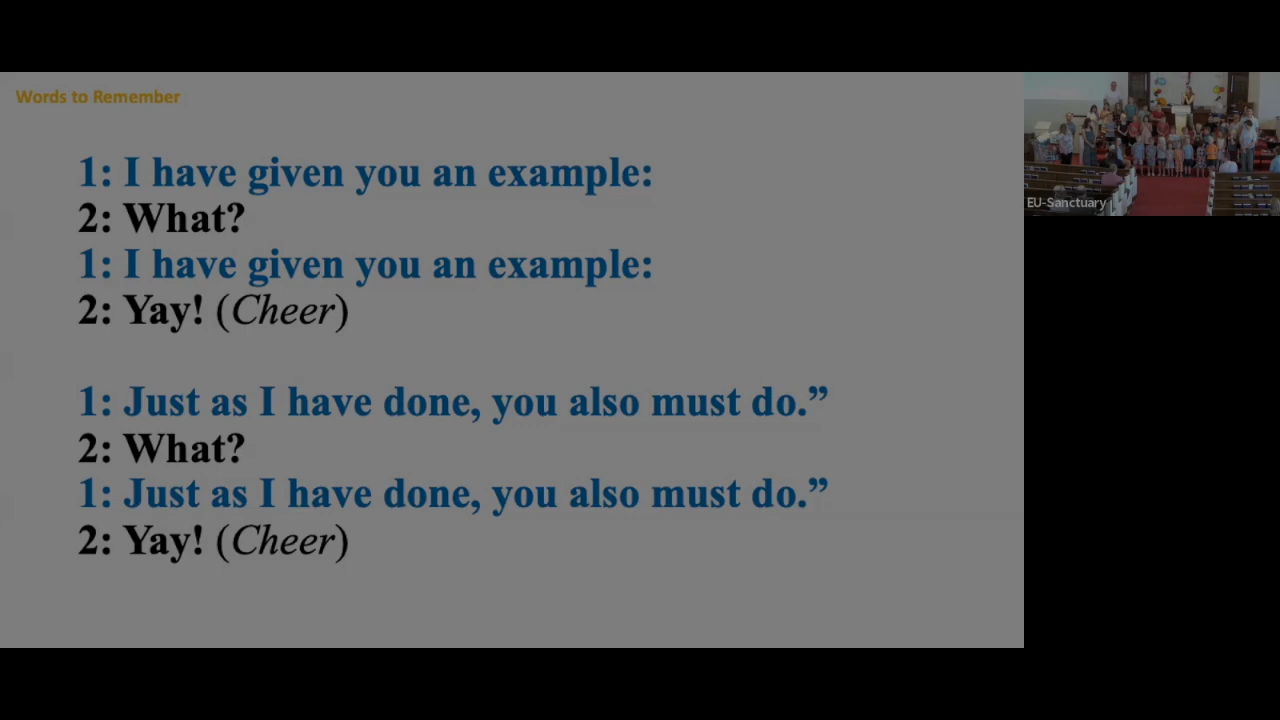 Words to Remember
1: I have given you an example:
2: What?
1: I have given you an example:
2: Yay! (Cheer)
1: Just as I have done, you also must do.”
2: What?
1: Just as I have done, you also must do.”
2: Yay! (Cheer)
EU-Sanctuary